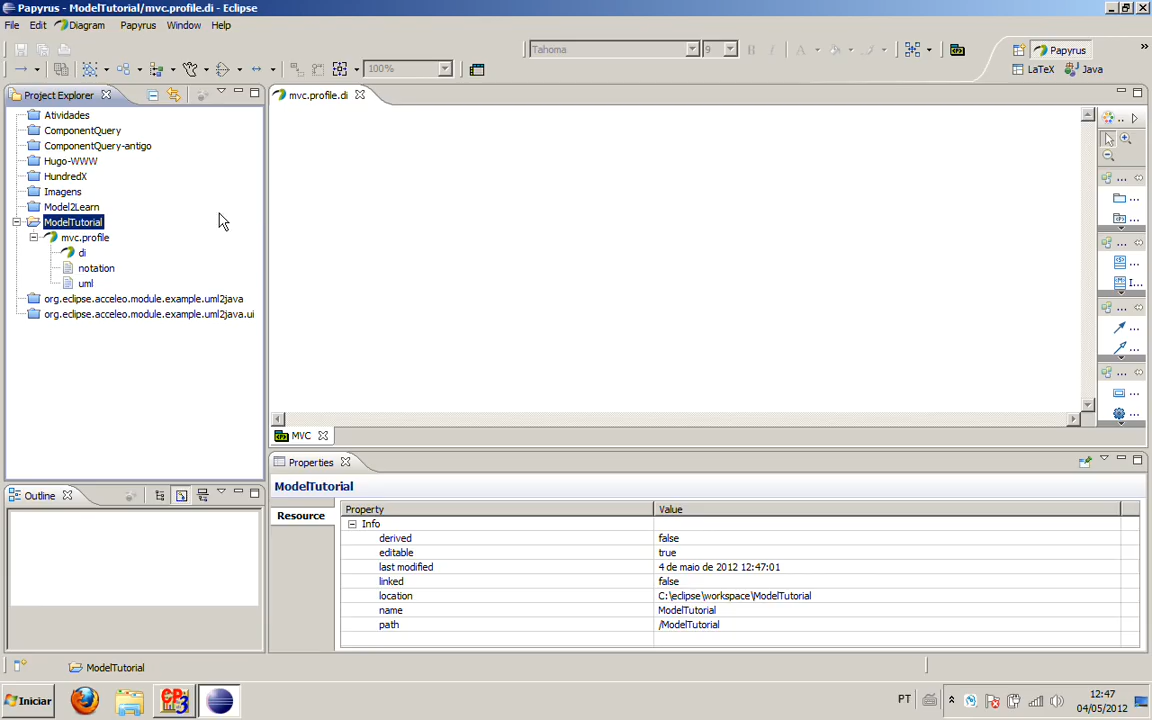 Papyrus - ModelTutorial/mvc.profile.di - Eclipse
File Edit Diagram Papyrus Window Help
Tahoma 9 B I A Papyrus »
100% LaTeX Java
Project Explorer
mvc.profile.di
Atividades
ComponentQuery
ComponentQuery-antigo
Hugo-WWW
HundredX
Imagens
Model2Learn
ModelTutorial
mvc.profile
di
notation
uml
org.eclipse.acceleo.module.example.uml2java
org.eclipse.acceleo.module.example.uml2java.ui
..
...
...
...
...
...
I...
...
...
...
...
...
...
MVC
Properties
ModelTutorial
Resource
Property Value
Info
derived false
editable true
last modified 4 de maio de 2012 12:47:01
linked false
location C:\eclipse\workspace\ModelTutorial
name ModelTutorial
path /ModelTutorial
Outline
ModelTutorial
Iniciar
PT
12:47
04/05/2012